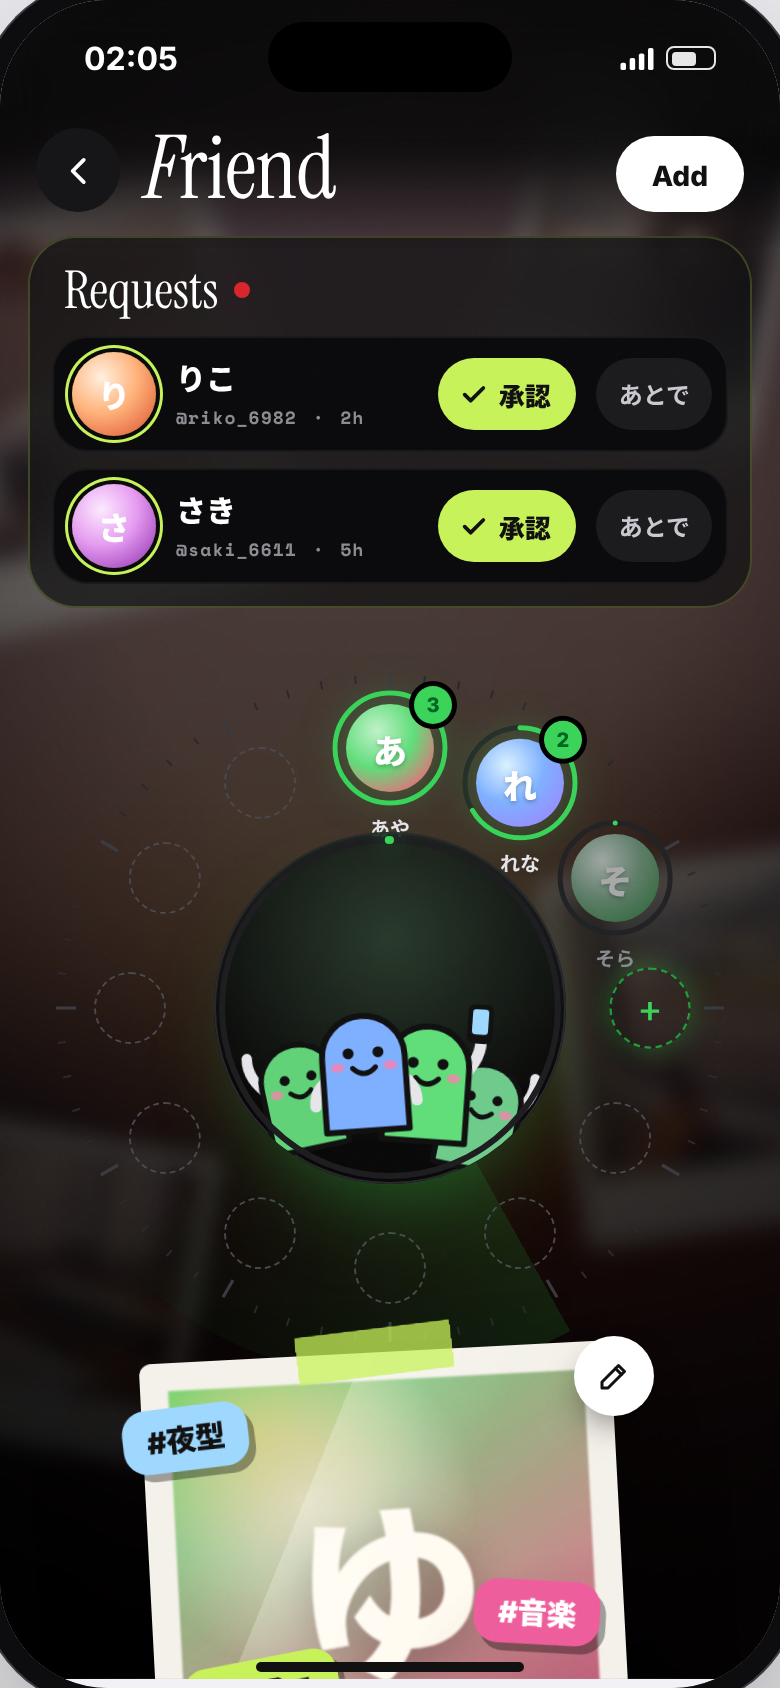 02:05
Friend
Add
Requests
り
りこ
@riko_6982 · 2h
承認
あとで
さ
さき
@saki_6611 · 5h
承認
あとで
3
あ
あや
2
れ
れな
そ
そら
+
#夜型
ゆ
#音楽